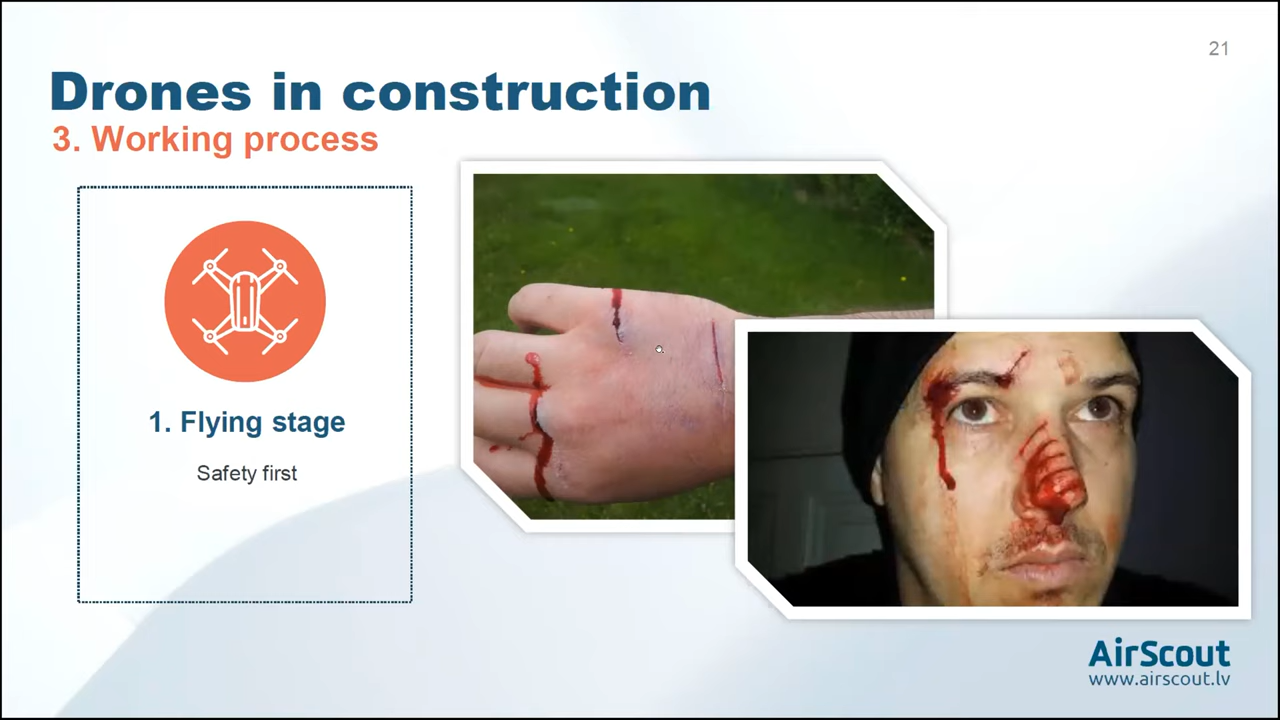 21
Drones in construction
3. Working process
1. Flying stage
Safety first
AirScout
www.airscout.lv